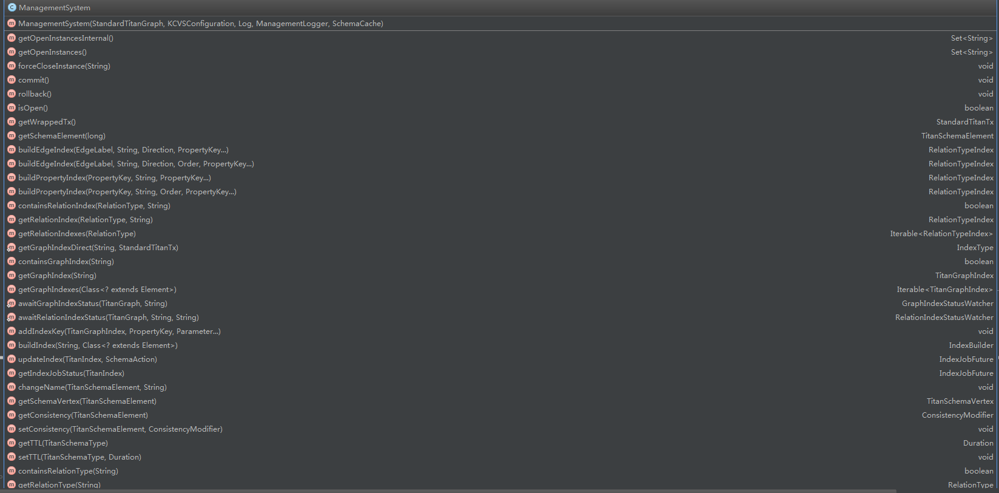 ManagementSystem
ManagementSystem(StandardTitanGraph, KCVSConfiguration, Log, ManagementLogger, SchemaCache)
getOpenInstancesInternal() Set<String>
getOpenInstances() Set<String>
forceCloseInstance(String) void
commit() void
rollback() void
isOpen() boolean
getWrappedTx() StandardTitanTx
getSchemaElement(long) TitanSchemaElement
buildEdgeIndex(EdgeLabel, String, Direction, PropertyKey...) RelationTypeIndex
buildEdgeIndex(EdgeLabel, String, Direction, Order, PropertyKey...) RelationTypeIndex
buildPropertyIndex(PropertyKey, String, PropertyKey...) RelationTypeIndex
buildPropertyIndex(PropertyKey, String, Order, PropertyKey...) RelationTypeIndex
containsRelationIndex(RelationType, String) boolean
getRelationIndex(RelationType, String) RelationTypeIndex
getRelationIndexes(RelationType) Iterable<RelationTypeIndex>
getGraphIndexDirect(String, StandardTitanTx) IndexType
containsGraphIndex(String) boolean
getGraphIndex(String) TitanGraphIndex
getGraphIndexes(Class<? extends Element>) Iterable<TitanGraphIndex>
awaitGraphIndexStatus(TitanGraph, String) GraphIndexStatusWatcher
awaitRelationIndexStatus(TitanGraph, String, String) RelationIndexStatusWatcher
addIndexKey(TitanGraphIndex, PropertyKey, Parameter...) void
buildIndex(String, Class<? extends Element>) IndexBuilder
updateIndex(TitanIndex, SchemaAction) IndexJobFuture
getIndexJobStatus(TitanIndex) IndexJobFuture
changeName(TitanSchemaElement, String) void
getSchemaVertex(TitanSchemaElement) TitanSchemaVertex
getConsistency(TitanSchemaElement) ConsistencyModifier
setConsistency(TitanSchemaElement, ConsistencyModifier) void
getTTL(TitanSchemaType) Duration
setTTL(TitanSchemaType, Duration) void
containsRelationType(String) boolean
getRelationType(String) RelationType